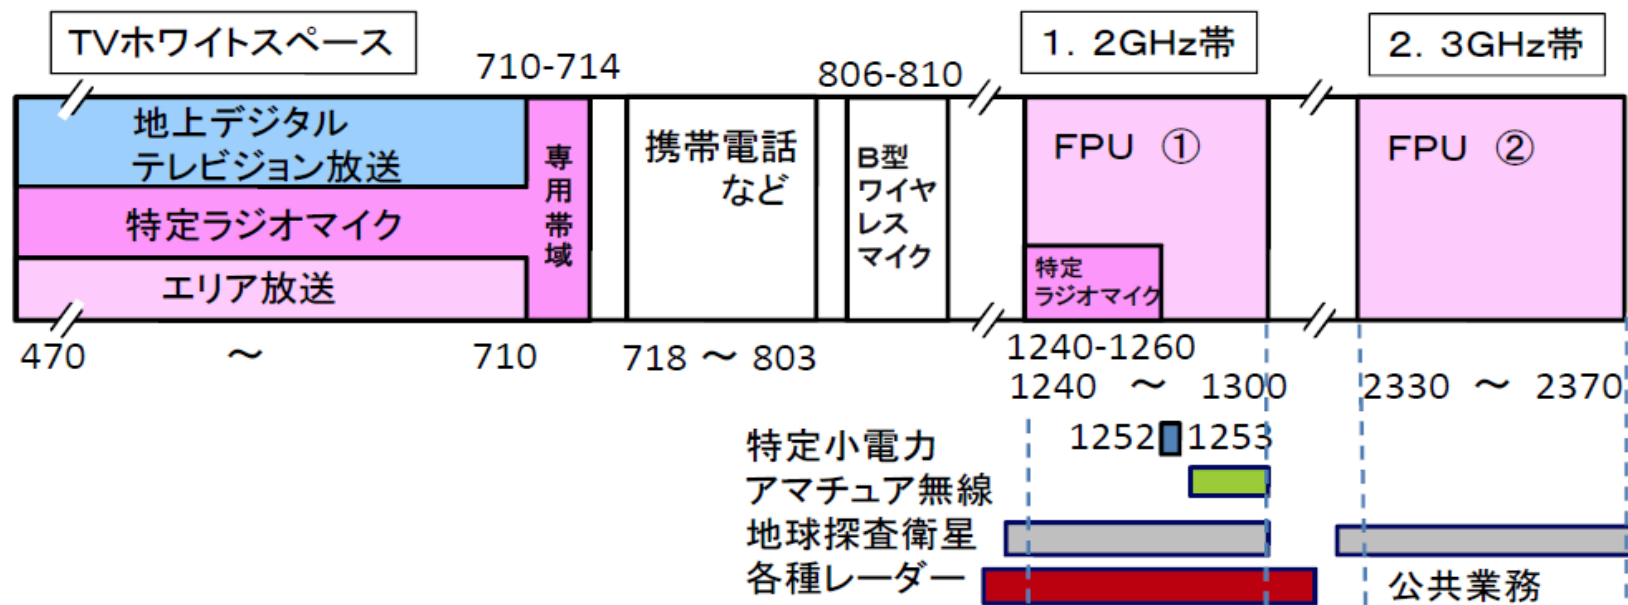 TVホワイトスペース
710-714
806-810
1．2GHz帯
2．3GHz帯
地上デジタル
テレビジョン放送
特定ラジオマイク
エリア放送
専用帯域
携帯電話
など
B型
ワイヤ
レス
マイク
FPU ①
特定
ラジオマイク
FPU ②
470 ～ 710
718 ～ 803
1240-1260
1240 ～ 1300
2330 ～ 2370
特定小電力
1252 1253
アマチュア無線
地球探査衛星
各種レーダー
公共業務